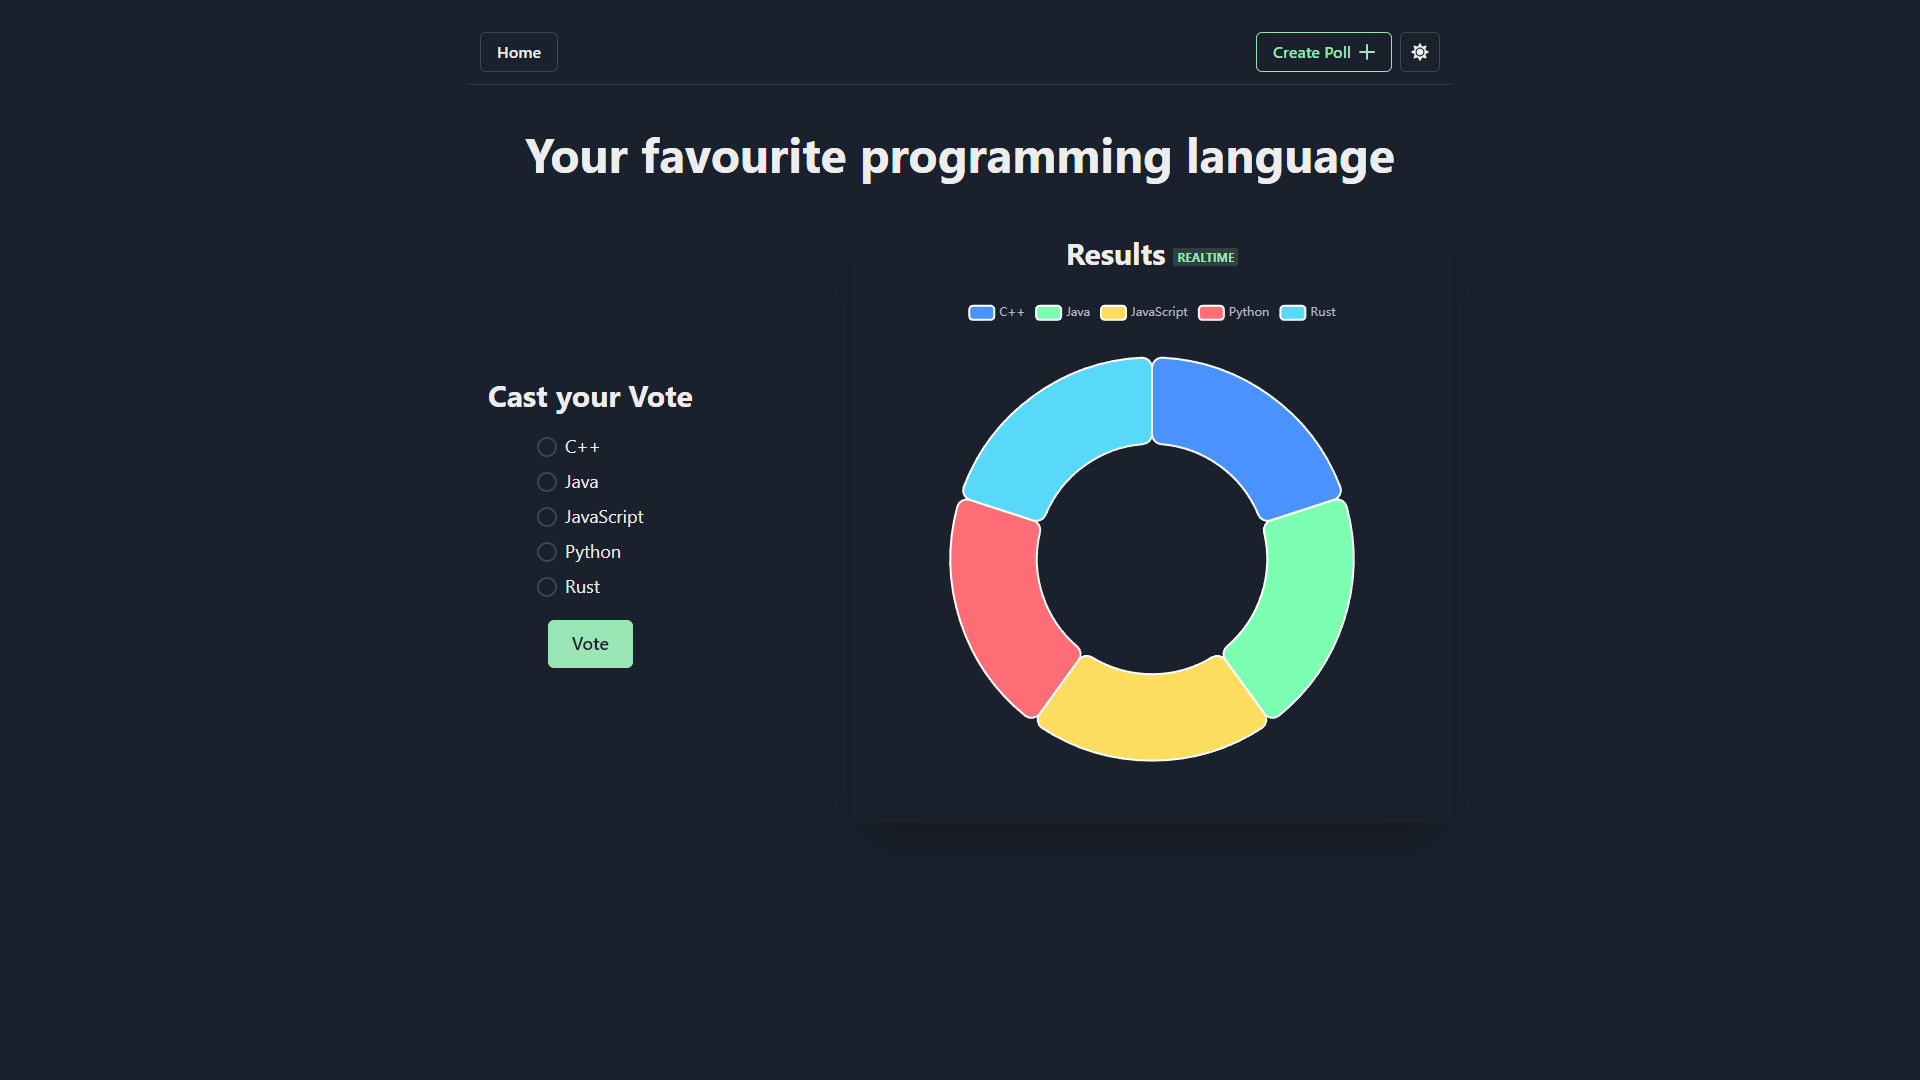 Home
Create Poll
Your favourite programming language
Results REALTIME
C++ Java JavaScript Python Rust
Cast your Vote
C++
Java
JavaScript
Python
Rust
Vote